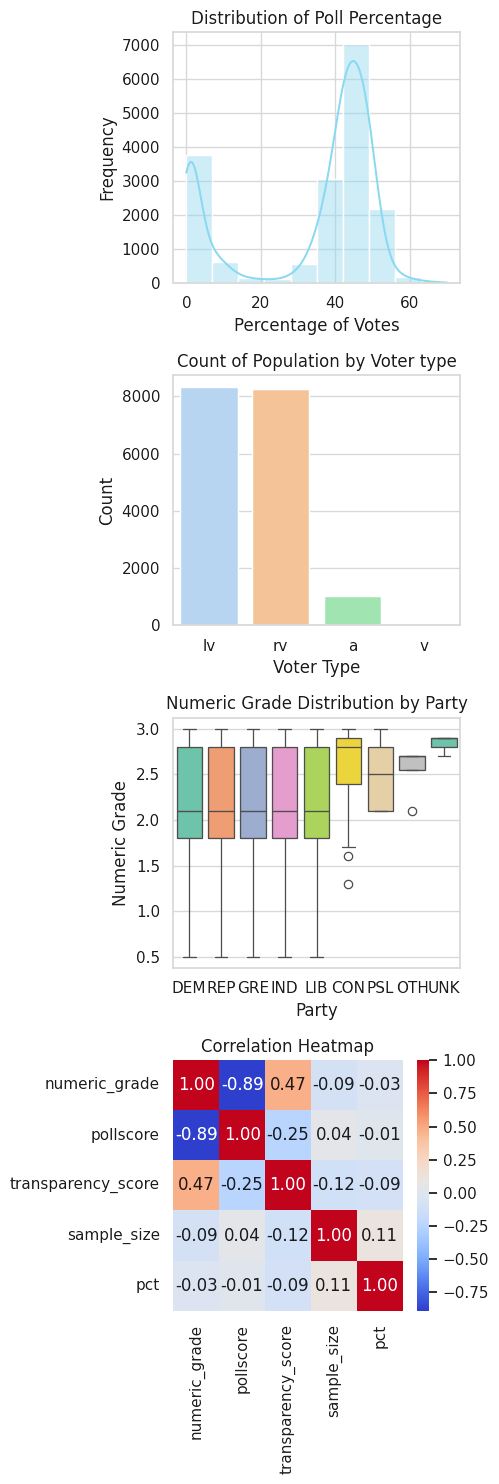 Distribution of Poll Percentage
7000
6000
5000
4000
3000
2000
1000
0
Frequency
0 20 40 60
Percentage of Votes
Count of Population by Voter type
8000
6000
4000
2000
0
Count
lv rv a v
Voter Type
Numeric Grade Distribution by Party
3.0
2.5
2.0
1.5
1.0
0.5
Numeric Grade
DEM REP GRE IND LIB CON PSL OTH UNK
Party
Correlation Heatmap
numeric_grade 1.00 -0.89 0.47 -0.09 -0.03
pollscore -0.89 1.00 -0.25 0.04 -0.01
transparency_score 0.47 -0.25 1.00 -0.12 -0.09
sample_size -0.09 0.04 -0.12 1.00 0.11
pct -0.03 -0.01 -0.09 0.11 1.00
numeric_grade
pollscore
transparency_score
sample_size
pct
1.00
0.75
0.50
0.25
0.00
−0.25
−0.50
−0.75